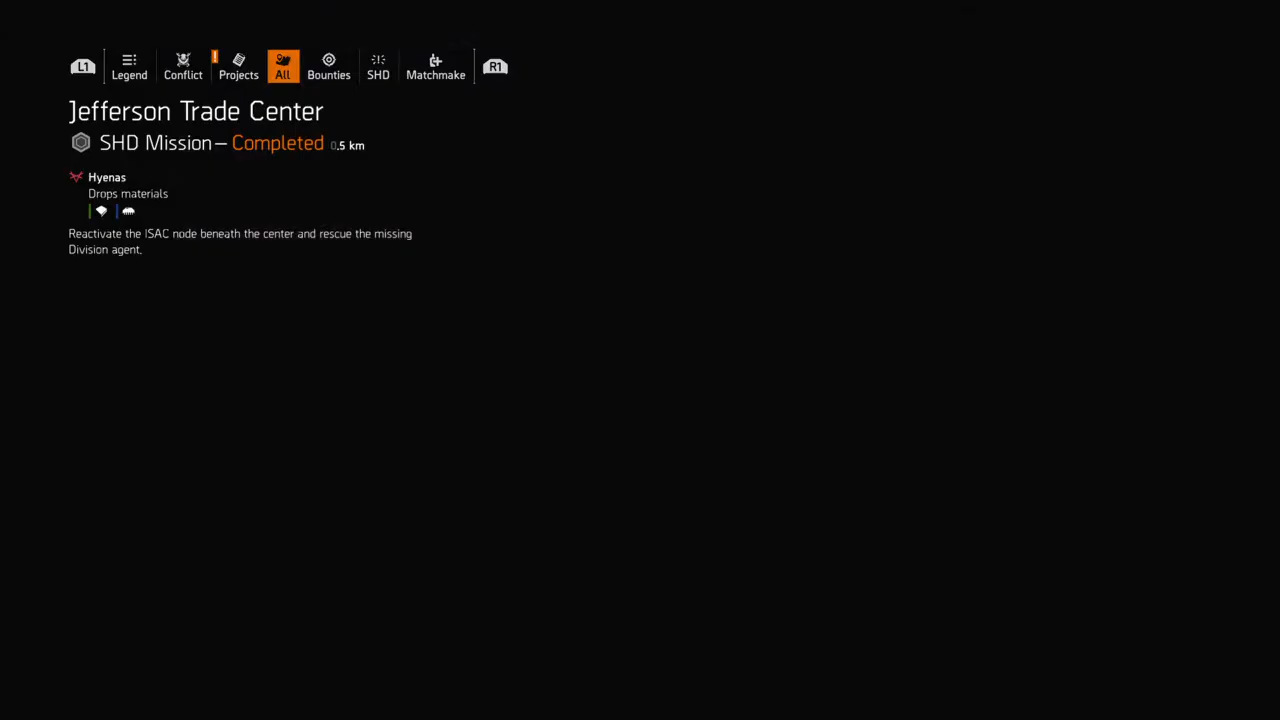 L1 Legend Conflict ! Projects All Bounties SHD Matchmake R1
Jefferson Trade Center
SHD Mission — Completed 0.5 km
Hyenas
Drops materials
Reactivate the ISAC node beneath the center and rescue the missing
Division agent.